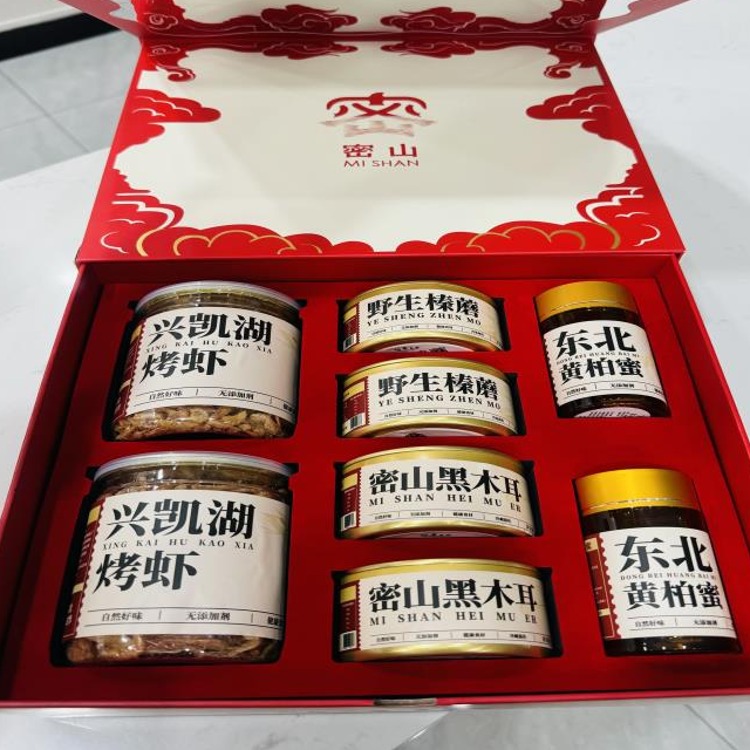 密山
MI SHAN
兴凯湖
XING KAI HU KAO XIA
烤虾
自然好味 | 无添加剂
野生榛蘑
YE SHENG ZHEN MO
野生榛蘑
YE SHENG ZHEN MO
东北
DONG BEI HUANG BAI MI
黄柏蜜
自然好味 | 无添加剂
兴凯湖
XING KAI HU KAO XIA
烤虾
自然好味 | 无添加剂
密山黑木耳
MI SHAN HEI MU ER
密山黑木耳
MI SHAN HEI MU ER
东北
DONG BEI HUANG BAI MI
黄柏蜜
自然好味 | 无添加剂